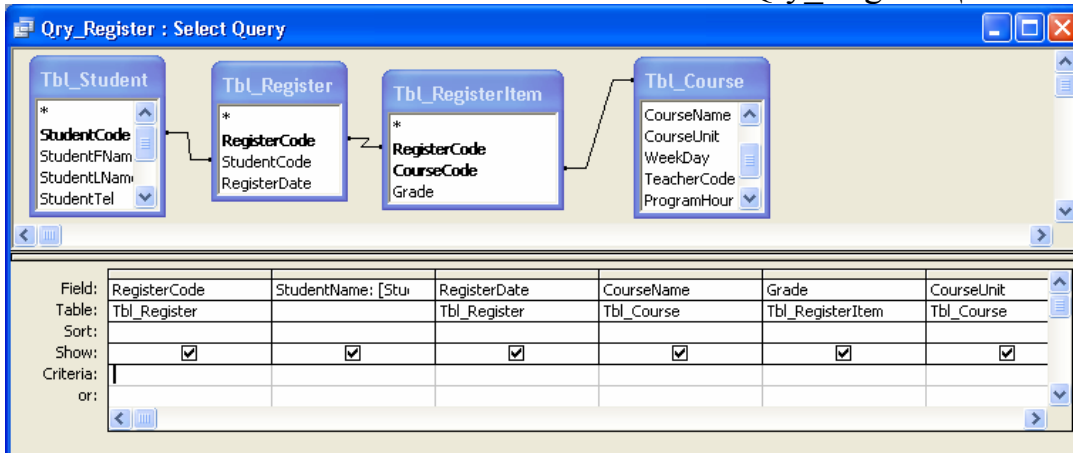 Qry_Register : Select Query
Tbl_Student
*
StudentCode
StudentFNam
StudentLNam
StudentTel
Tbl_Register
*
RegisterCode
StudentCode
RegisterDate
Tbl_RegisterItem
*
RegisterCode
CourseCode
Grade
Tbl_Course
CourseName
CourseUnit
WeekDay
TeacherCode
ProgramHour
Field: RegisterCode StudentName: [Stu RegisterDate CourseName Grade CourseUnit
Table: Tbl_Register Tbl_Register Tbl_Course Tbl_RegisterItem Tbl_Course
Sort:
Show:
Criteria:
or: